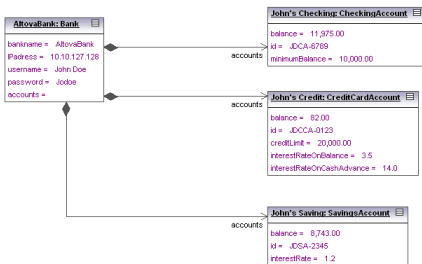 AltovaBank: Bank
bankname = AltovaBank
IPadress = 10.10.127.128
username = John Doe
password = Jodoe
accounts =
accounts
John's Checking: CheckingAccount
balance = 11,975.00
id = JDCA-6789
minimumBalance = 10,000.00
accounts
John's Credit: CreditCardAccount
balance = 82.00
id = JDCCA-0123
creditLimit = 20,000.00
interestRateOnBalance = 3.5
interestRateOnCashAdvance = 14.0
accounts
John's Saving: SavingsAccount
balance = 8,743.00
id = JDSA-2345
interestRate = 1.2